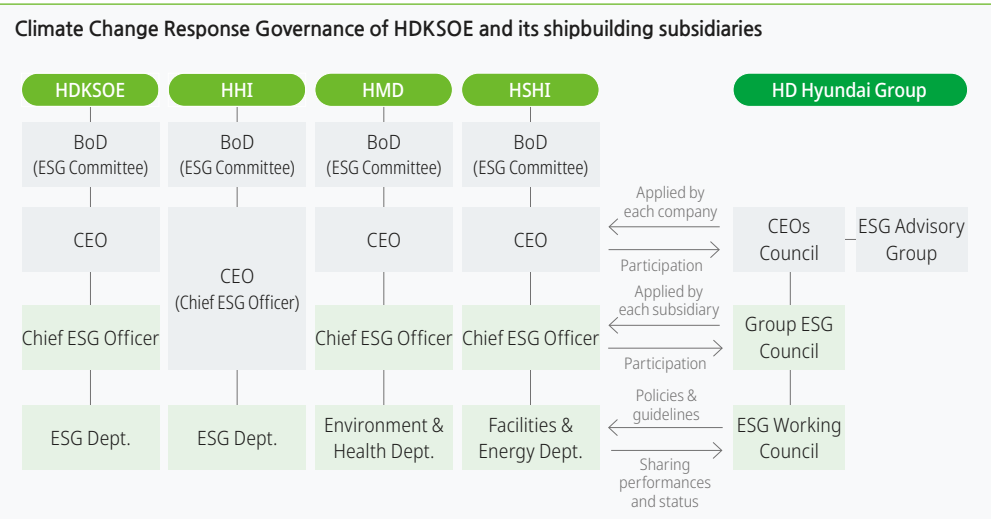 Climate Change Response Governance of HDKSOE and its shipbuilding subsidiaries
HDKSOE
HHI
HMD
HSHI
HD Hyundai Group
BoD
(ESG Committee)
BoD
(ESG Committee)
BoD
(ESG Committee)
BoD
(ESG Committee)
CEO
CEO
(Chief ESG Officer)
CEO
CEO
Applied by
each company
Participation
CEOs
Council
ESG Advisory
Group
Chief ESG Officer
Chief ESG Officer
Chief ESG Officer
Applied by
each subsidiary
Participation
Group ESG
Council
ESG Dept.
ESG Dept.
Environment &
Health Dept.
Facilities &
Energy Dept.
Policies &
guidelines
Sharing
performances
and status
ESG Working
Council